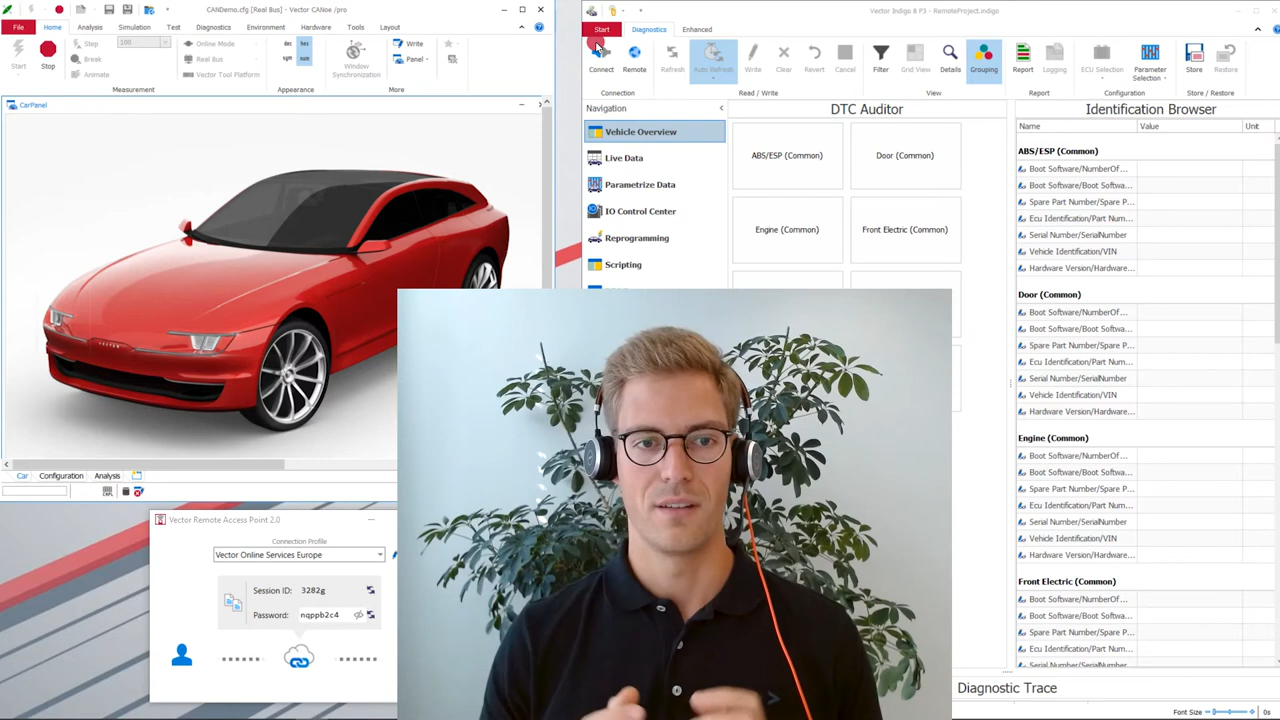 CANDemo.cfg [Real Bus] - Vector CANoe /pro
File Home Analysis Simulation Test Diagnostics Environment Hardware Tools Layout
Start
Stop
Step
Break
Animate
100
Measurement
dec hex
sym num
Online Mode
Real Bus
Vector Tool Platform
Appearance
Window
Synchronization
Write
Panel
More
CarPanel
VECTOR
Car Configuration Analysis
CAPL
Vector Remote Access Point 2.0
Connection Profile
Vector Online Services Europe
Session ID: 3282g
Password: nqppb2c4
Vector Indigo 8 P3 - RemoteProject.indigo
Start Diagnostics Enhanced
Connect Remote
Connection
Refresh Auto Refresh Write Clear Revert Cancel
Read / Write
Filter Grid View Details Grouping
View
Report Logging
Report
ECU Selection Parameter Selection
Configuration
Store Restore
Store / Restore
Navigation
Vehicle Overview
Live Data
Parametrize Data
IO Control Center
Reprogramming
Scripting
DTC Auditor
ABS/ESP (Common) Door (Common)
Engine (Common) Front Electric (Common)
Identification Browser
Name Value Unit
ABS/ESP (Common)
Boot Software/NumberOf...
Boot Software/Boot Softwa...
Spare Part Number/Spare P...
Ecu Identification/Part Num...
Serial Number/SerialNumber
Vehicle Identification/VIN
Hardware Version/Hardware...
Door (Common)
Boot Software/NumberOf...
Boot Software/Boot Softwa...
Spare Part Number/Spare P...
Ecu Identification/Part Num...
Serial Number/SerialNumber
Vehicle Identification/VIN
Hardware Version/Hardware...
Engine (Common)
Boot Software/NumberOf...
Boot Software/Boot Softwa...
Spare Part Number/Spare P...
Ecu Identification/Part Num...
Serial Number/SerialNumber
Vehicle Identification/VIN
Hardware Version/Hardware...
Front Electric (Common)
Boot Software/NumberOf...
Boot Software/Boot Softwa...
Spare Part Number/Spare P...
Ecu Identification/Part Num...
Serial Number/SerialNumber
Diagnostic Trace
Font Size
0s